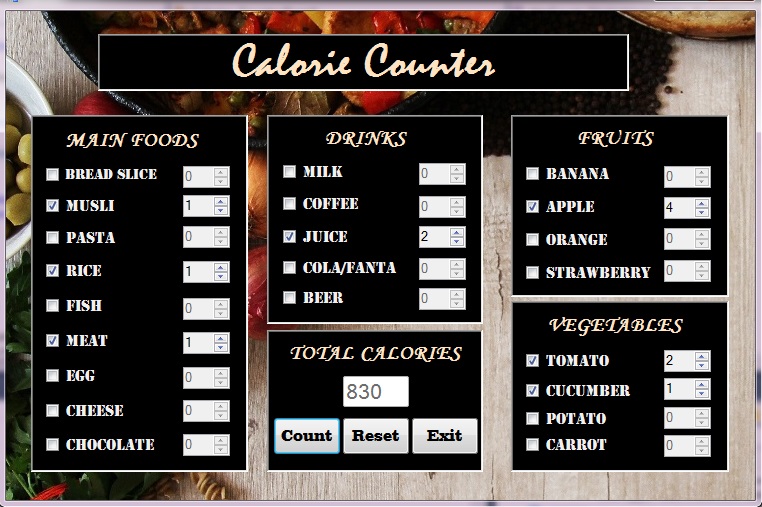 Calorie Counter
MAIN FOODS
BREAD SLICE 0
MUSLI 1
PASTA 0
RICE 1
FISH 0
MEAT 1
EGG 0
CHEESE 0
CHOCOLATE 0
DRINKS
MILK 0
COFFEE 0
JUICE 2
COLA/FANTA 0
BEER 0
TOTAL CALORIES
830
Count Reset Exit
FRUITS
BANANA 0
APPLE 4
ORANGE 0
STRAWBERRY 0
VEGETABLES
TOMATO 2
CUCUMBER 1
POTATO 0
CARROT 0